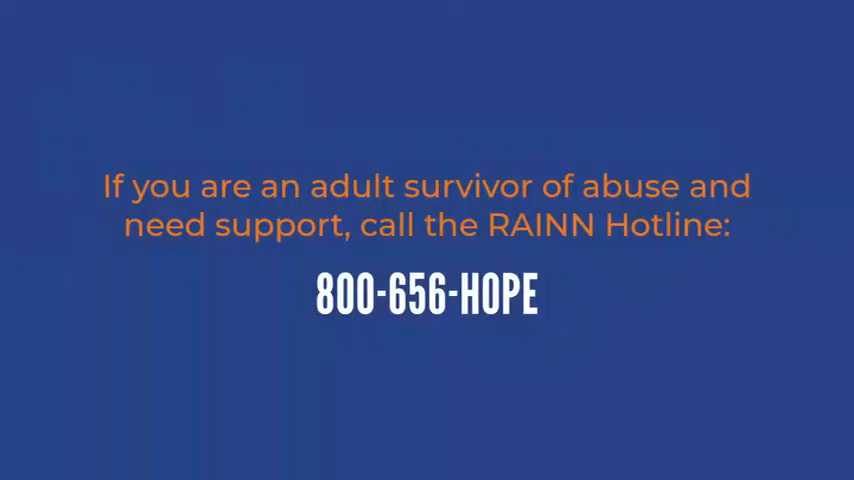 If you are an adult survivor of abuse and
need support, call the RAINN Hotline:
800-656-HOPE